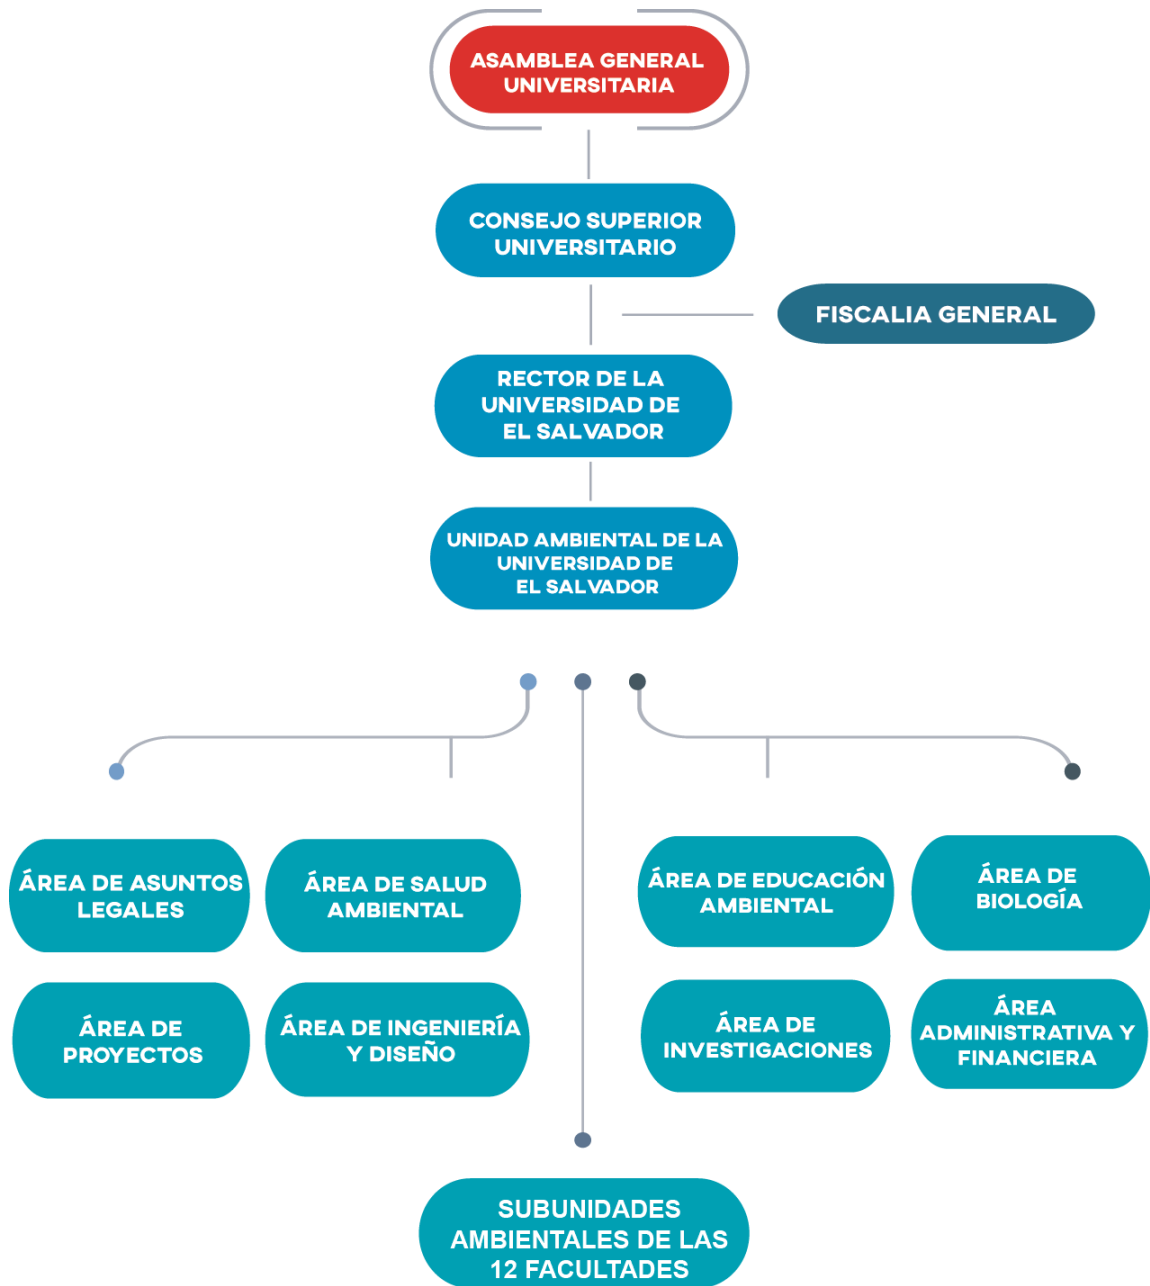 ASAMBLEA GENERAL
UNIVERSITARIA
CONSEJO SUPERIOR
UNIVERSITARIO
FISCALIA GENERAL
RECTOR DE LA
UNIVERSIDAD DE
EL SALVADOR
UNIDAD AMBIENTAL DE LA
UNIVERSIDAD DE
EL SALVADOR
ÁREA DE ASUNTOS
LEGALES
ÁREA DE SALUD
AMBIENTAL
ÁREA DE EDUCACIÓN
AMBIENTAL
ÁREA DE
BIOLOGÍA
ÁREA DE
PROYECTOS
ÁREA DE INGENIERÍA
Y DISEÑO
ÁREA DE
INVESTIGACIONES
ÁREA
ADMINISTRATIVA Y
FINANCIERA
SUBUNIDADES
AMBIENTALES DE LAS
12 FACULTADES